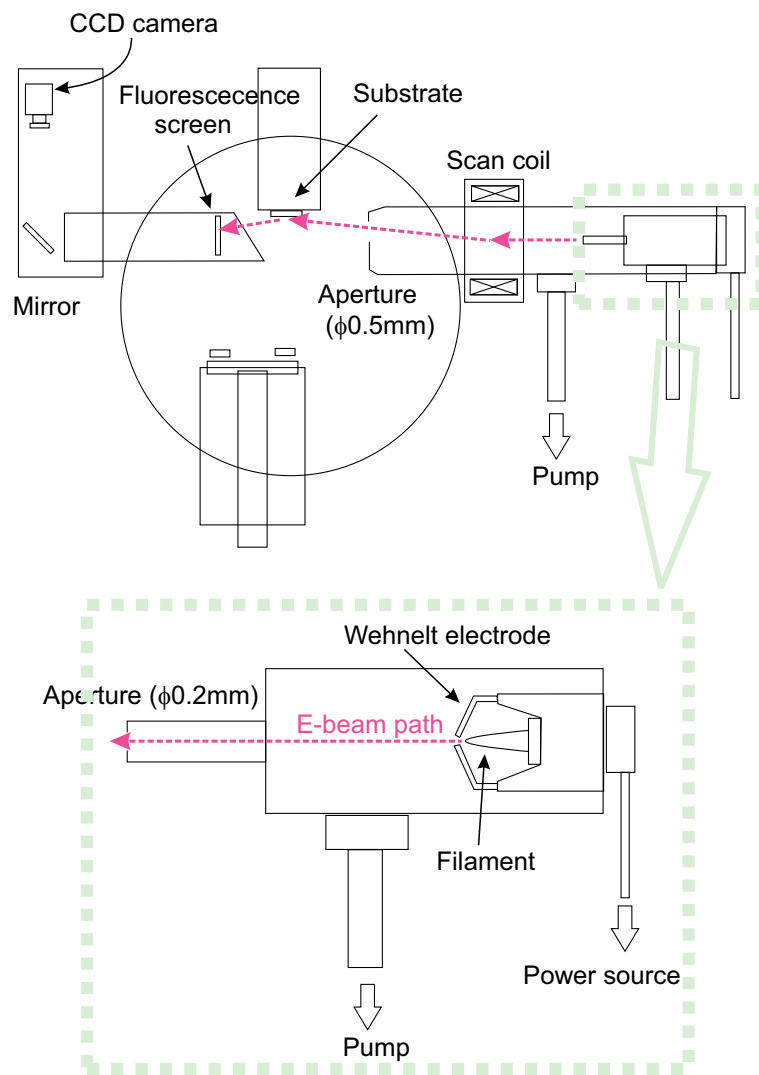 CCD camera
Fluorescecence
screen
Substrate
Scan coil
Mirror
Aperture
(ϕ0.5mm)
Pump
Wehnelt electrode
Aperture (ϕ0.2mm)
E-beam path
Filament
Power source
Pump